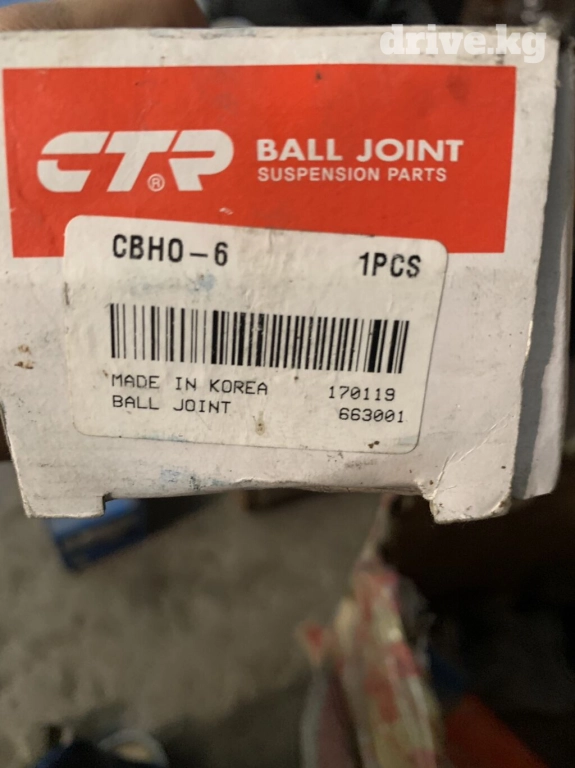 drive.kg
CTR®
BALL JOINT
SUSPENSION PARTS
CBHO-6 1PCS
MADE IN KOREA 170119
BALL JOINT 663001